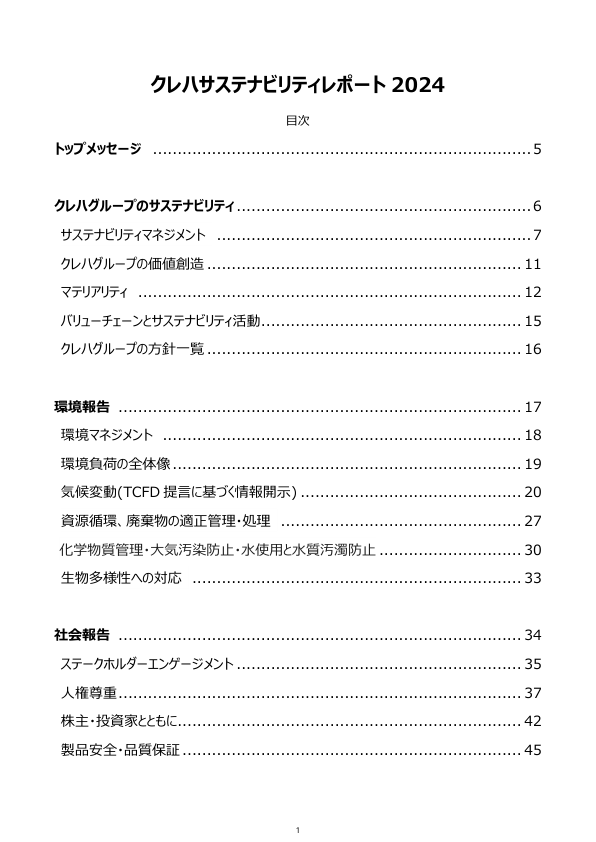 クレハサステナビリティレポート 2024
目次
トップメッセージ ........................................................................... 5
クレハグループのサステナビリティ ........................................................... 6
サステナビリティマネジメント ............................................................... 7
クレハグループの価値創造 ............................................................... 11
マテリアリティ ............................................................................. 12
バリューチェーンとサステナビリティ活動 .................................................... 15
クレハグループの方針一覧 ............................................................... 16
環境報告 ................................................................................. 17
環境マネジメント ......................................................................... 18
環境負荷の全体像 ...................................................................... 19
気候変動(TCFD 提言に基づく情報開示) ............................................. 20
資源循環、廃棄物の適正管理・処理 ................................................ 27
化学物質管理・大気汚染防止・水使用と水質汚濁防止 ............................. 30
生物多様性への対応 .................................................................. 33
社会報告 ................................................................................. 34
ステークホルダーエンゲージメント ......................................................... 35
人権尊重 ................................................................................. 37
株主・投資家とともに ..................................................................... 42
製品安全・品質保証 .................................................................... 45
1